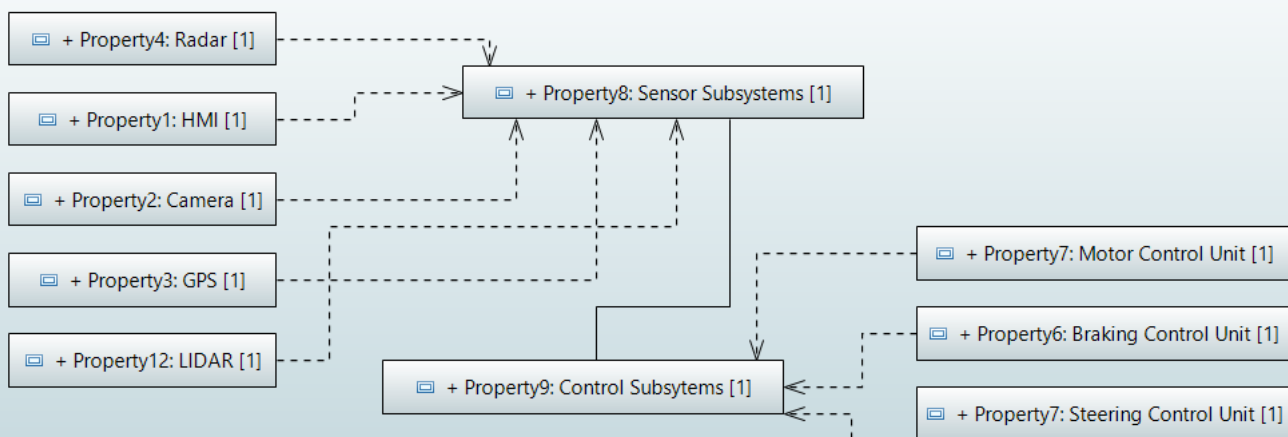 + Property4: Radar [1]
+ Property8: Sensor Subsystems [1]
+ Property1: HMI [1]
+ Property2: Camera [1]
+ Property7: Motor Control Unit [1]
+ Property3: GPS [1]
+ Property6: Braking Control Unit [1]
+ Property12: LIDAR [1]
+ Property9: Control Subsytems [1]
+ Property7: Steering Control Unit [1]